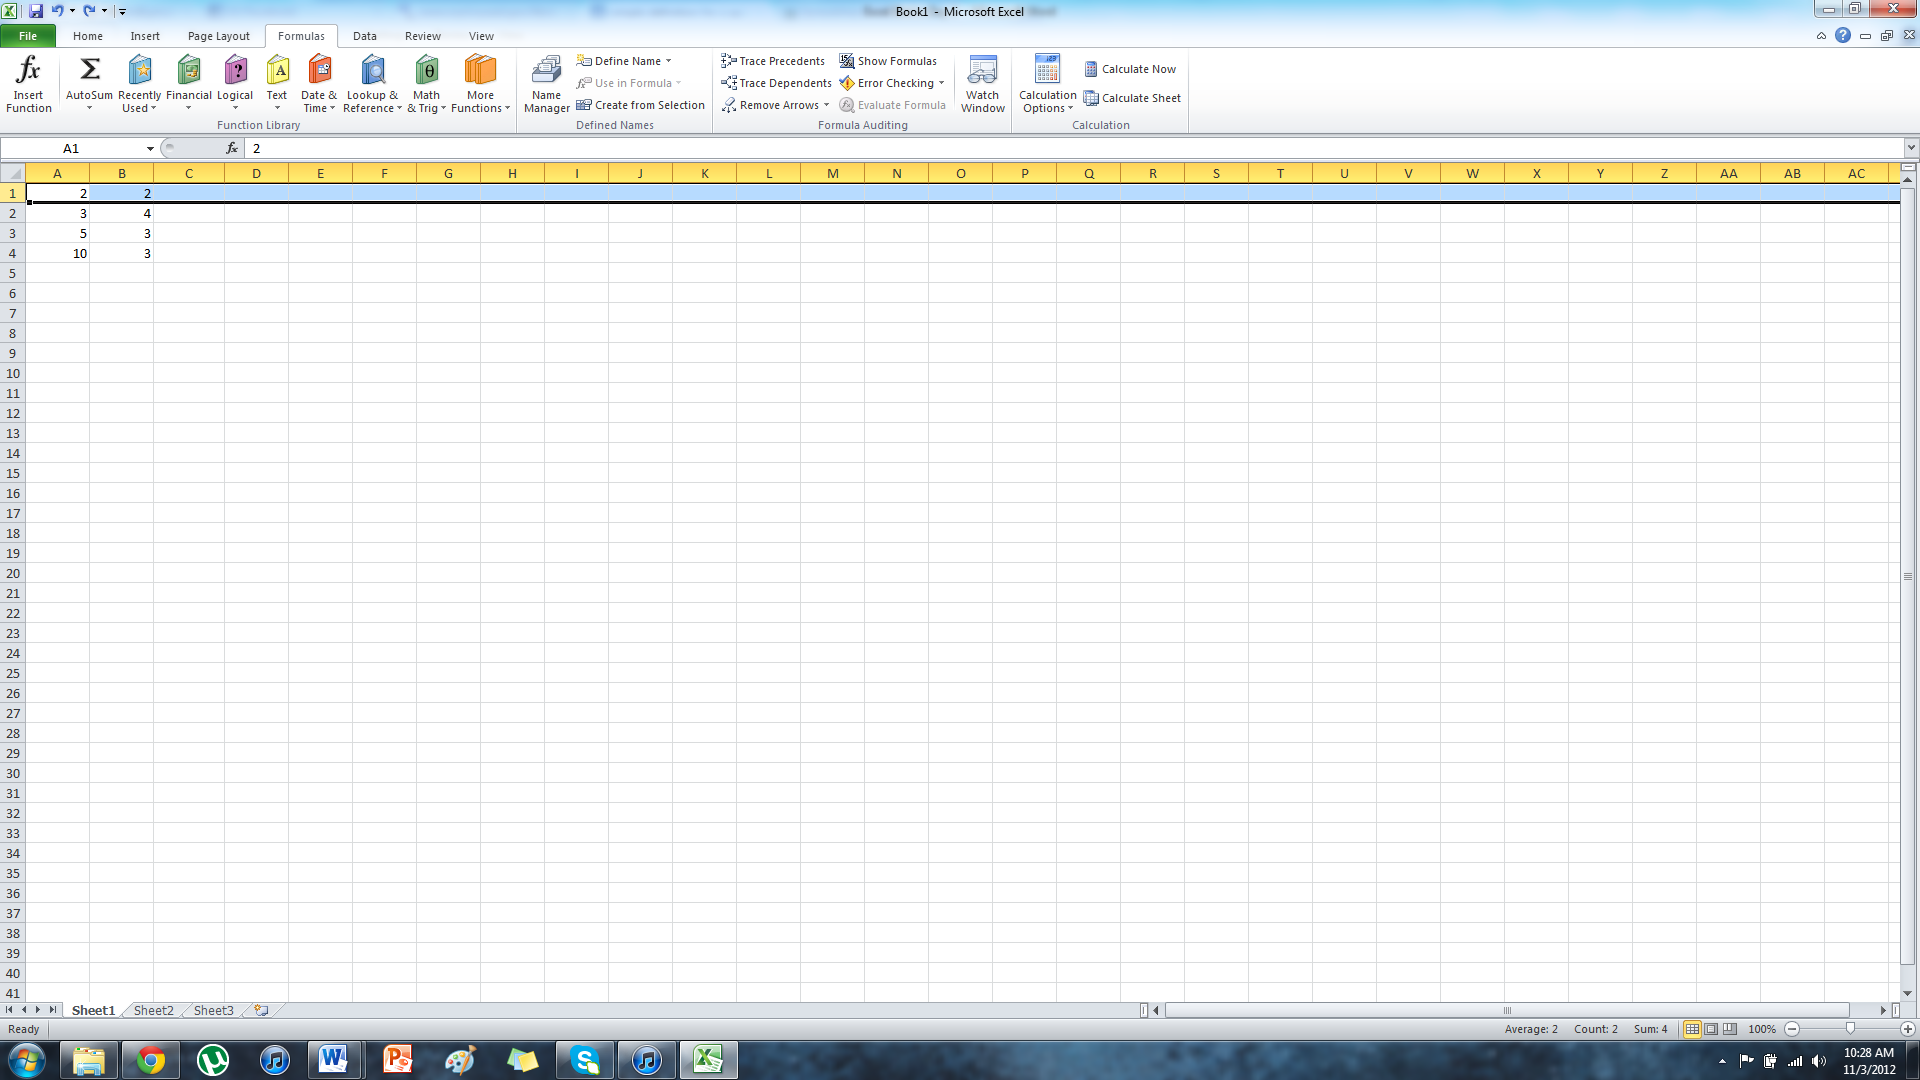 Book1 - Microsoft Excel
File Home Insert Page Layout Formulas Data Review View
Insert Function
AutoSum
Recently Used
Financial
Logical
Text
Date & Time
Lookup & Reference
Math & Trig
More Functions
Function Library
Name Manager
Define Name
Use in Formula
Create from Selection
Defined Names
Trace Precedents
Trace Dependents
Remove Arrows
Show Formulas
Error Checking
Evaluate Formula
Formula Auditing
Watch Window
Calculation Options
Calculate Now
Calculate Sheet
Calculation
A1 fx 2
A B C D E F G H I J K L M N O P Q R S T U V W X Y Z AA AB AC
1 2 2
2 3 4
3 5 3
4 10 3
5
6
7
8
9
10
11
12
13
14
15
16
17
18
19
20
21
22
23
24
25
26
27
28
29
30
31
32
33
34
35
36
37
38
39
40
41
Sheet1 Sheet2 Sheet3
Ready Average: 2 Count: 2 Sum: 4 100%
10:28 AM
11/3/2012